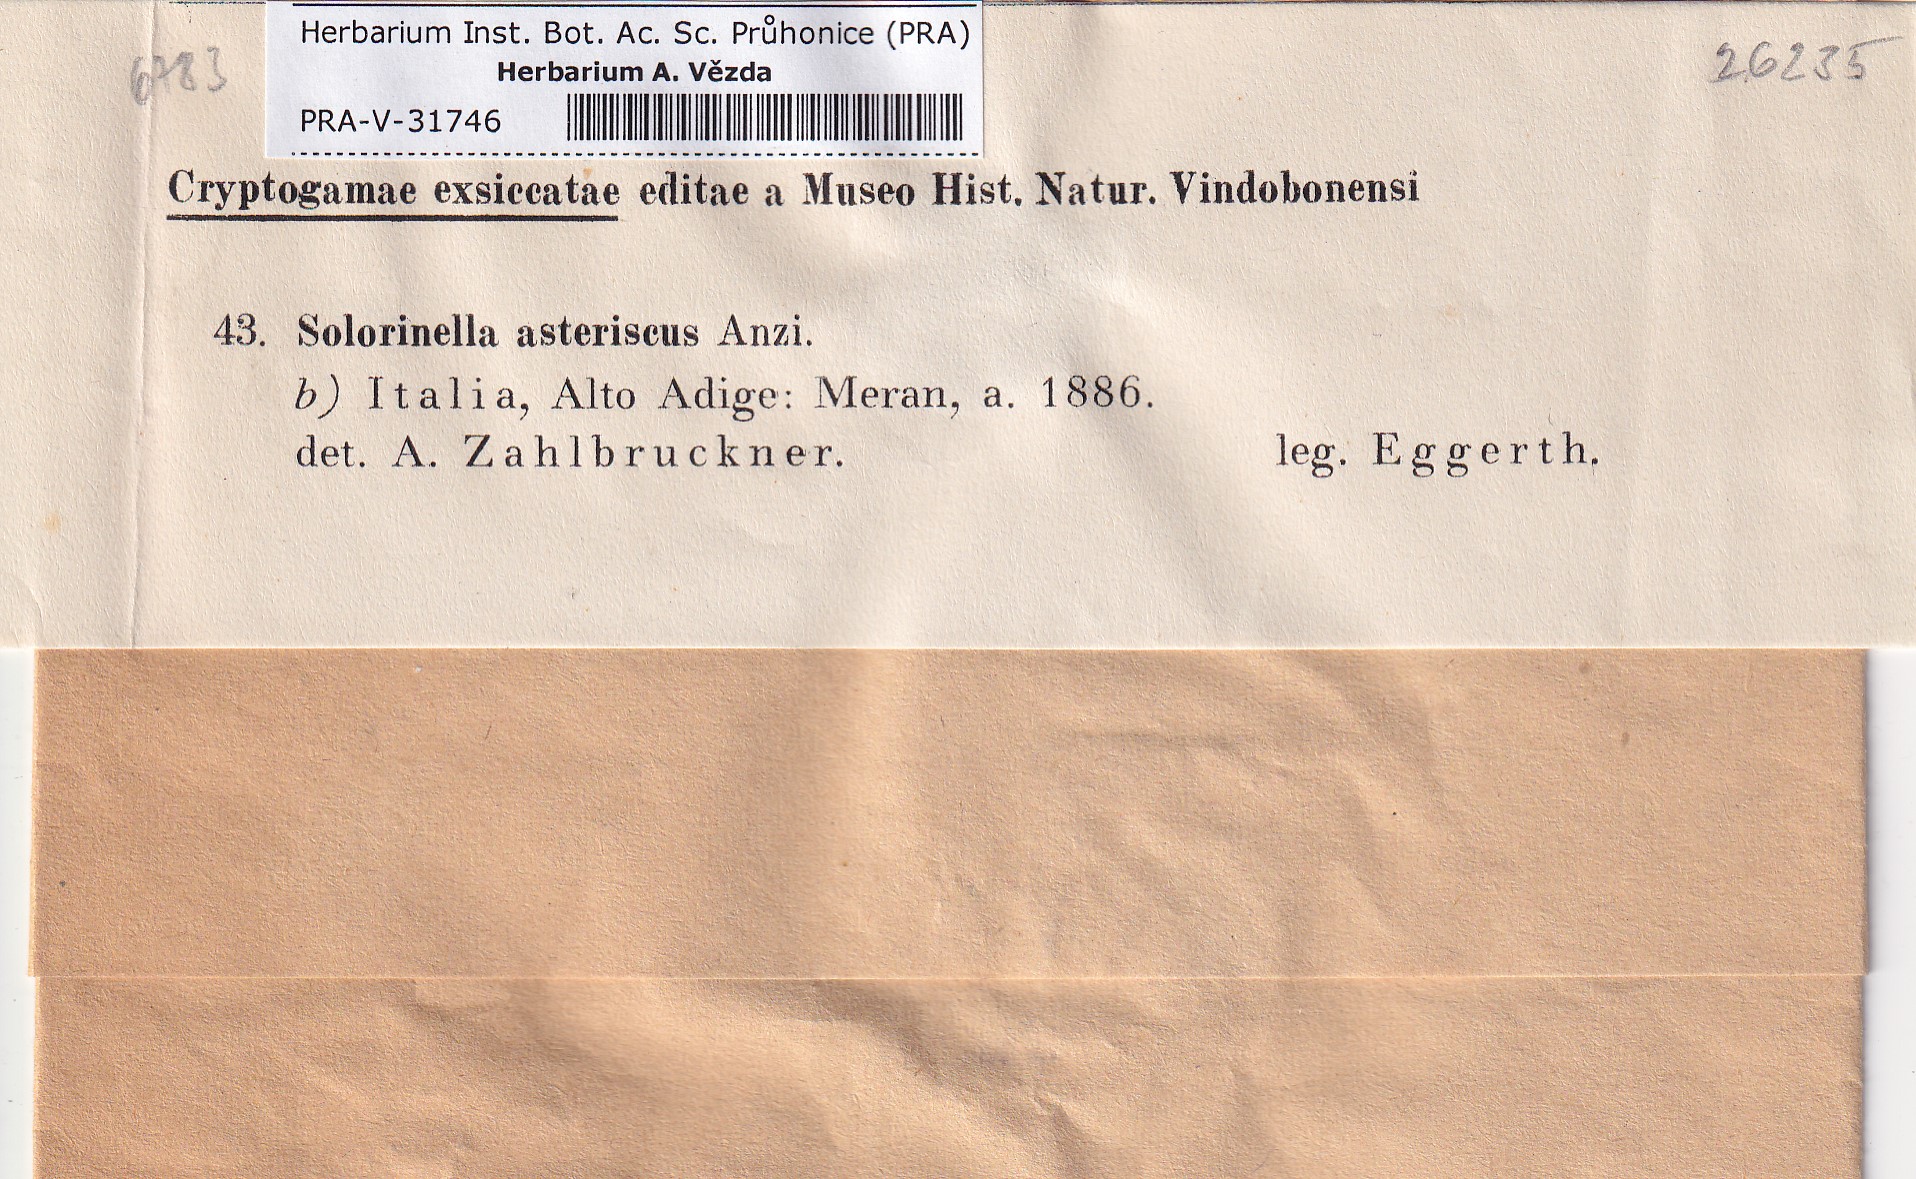 Herbarium Inst. Bot. Ac. Sc. Průhonice (PRA)
Herbarium A. Vězda
PRA-V-31746
6783
26235
Cryptogamae exsiccatae editae a Museo Hist. Natur. Vindobonensi
43. Solorinella asteriscus Anzi.
b) Italia, Alto Adige: Meran, a. 1886.
det. A. Zahlbruckner. leg. Eggerth.